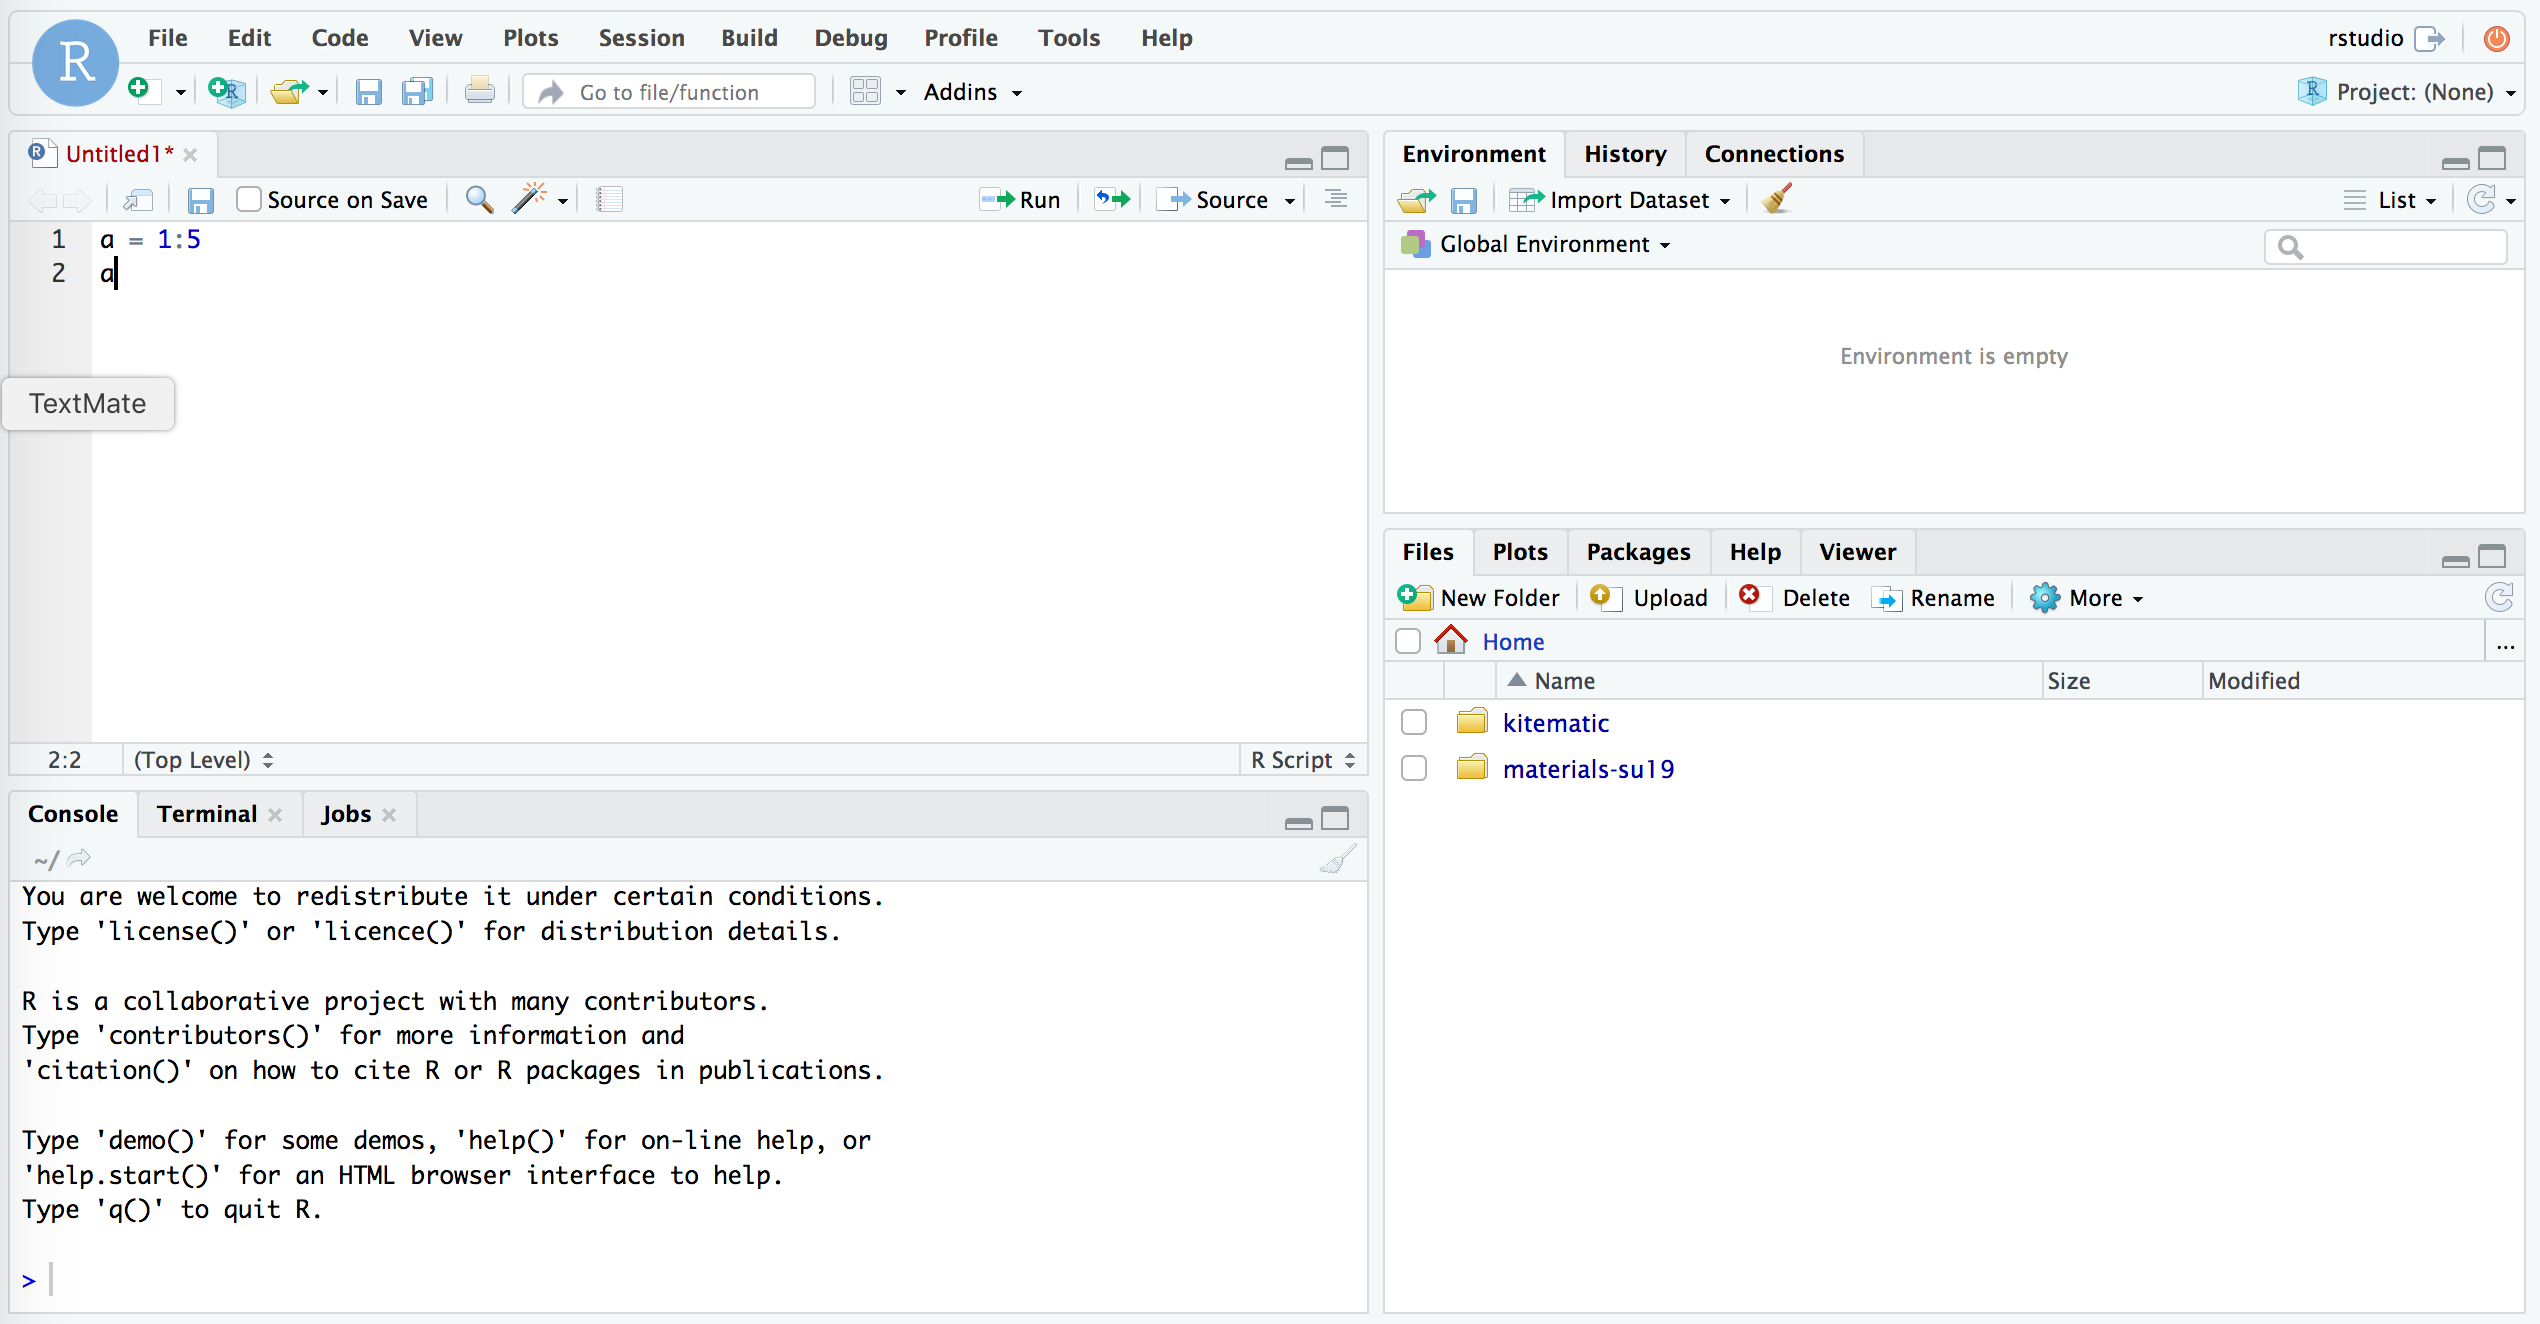 R
File Edit Code View Plots Session Build Debug Profile Tools Help
rstudio
Go to file/function
Addins
Project: (None)
Untitled1*
Source on Save
Run
Source
1 a = 1:5
2 a
TextMate
2:2 (Top Level) R Script
Console Terminal Jobs
~/
You are welcome to redistribute it under certain conditions.
Type 'license()' or 'licence()' for distribution details.
R is a collaborative project with many contributors.
Type 'contributors()' for more information and
'citation()' on how to cite R or R packages in publications.
Type 'demo()' for some demos, 'help()' for on-line help, or
'help.start()' for an HTML browser interface to help.
Type 'q()' to quit R.
>
Environment History Connections
Import Dataset
List
Global Environment
Environment is empty
Files Plots Packages Help Viewer
New Folder Upload Delete Rename More
Home ...
Name Size Modified
kitematic
materials-su19